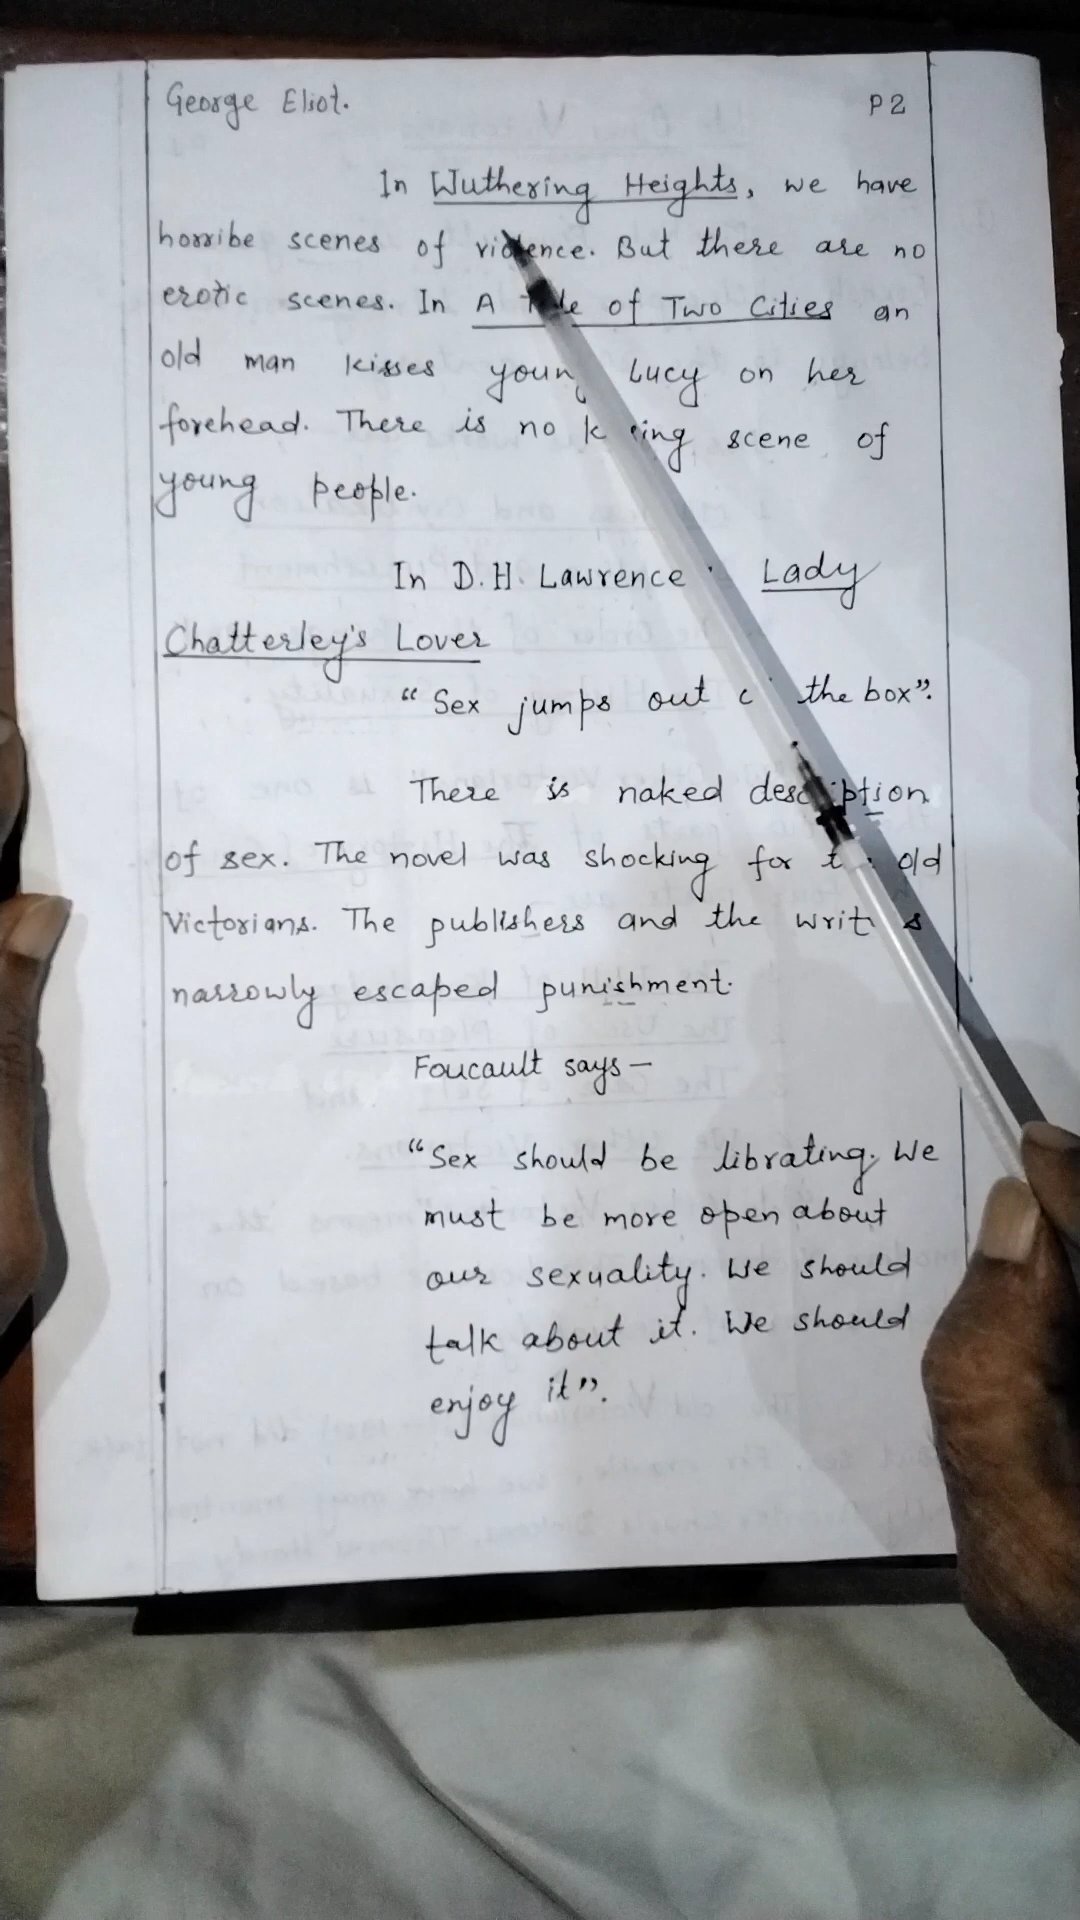 George Eliot.
P2
In Wuthering Heights, we have
horribe scenes of violence. But there are no
erotic scenes. In A Tale of Two Cities an
old man kisses young Lucy on her
forehead. There is no kissing scene of
young people.
In D.H. Lawrence's Lady
Chatterley's Lover
"Sex jumps out of the box".
There is naked description
of sex. The novel was shocking for the old
Victorians. The publishers and the writers
narrowly escaped punishment.
Foucault says —
"Sex should be librating. We
must be more open about
our sexuality. We should
talk about it. We should
enjoy it".